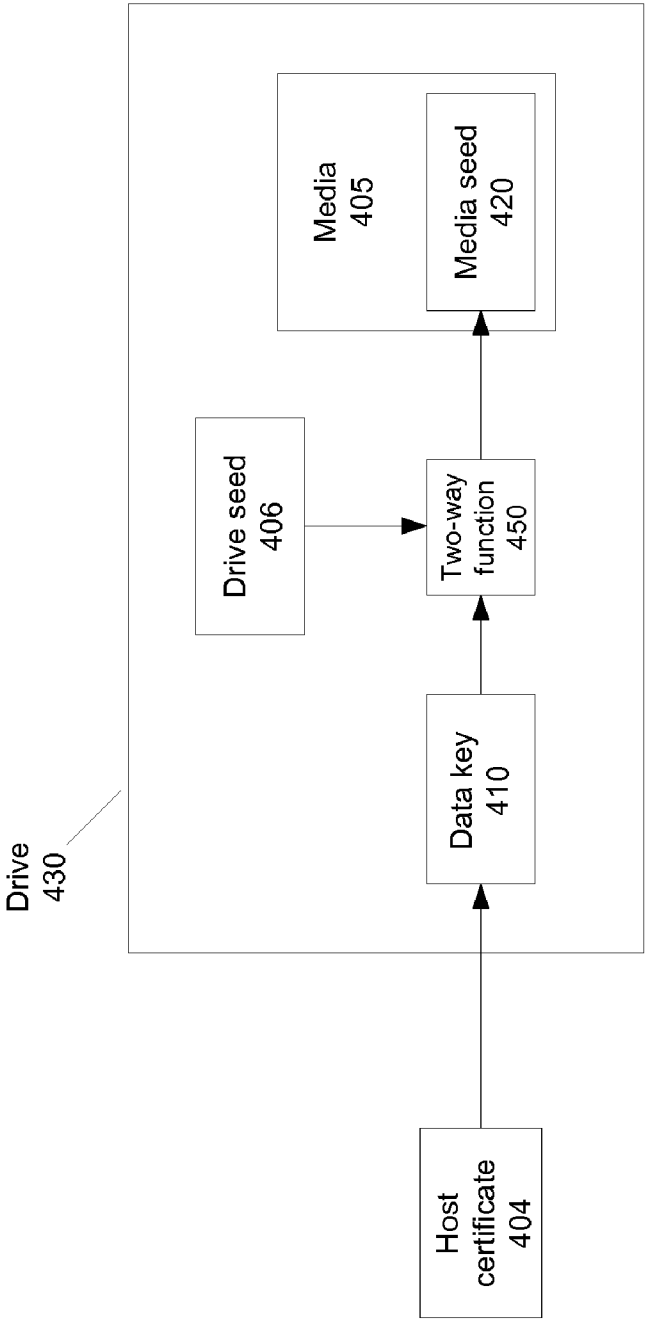 Drive
430
Host
certificate
404
Data key
410
Drive seed
406
Two-way
function
450
Media
405
Media seed
420